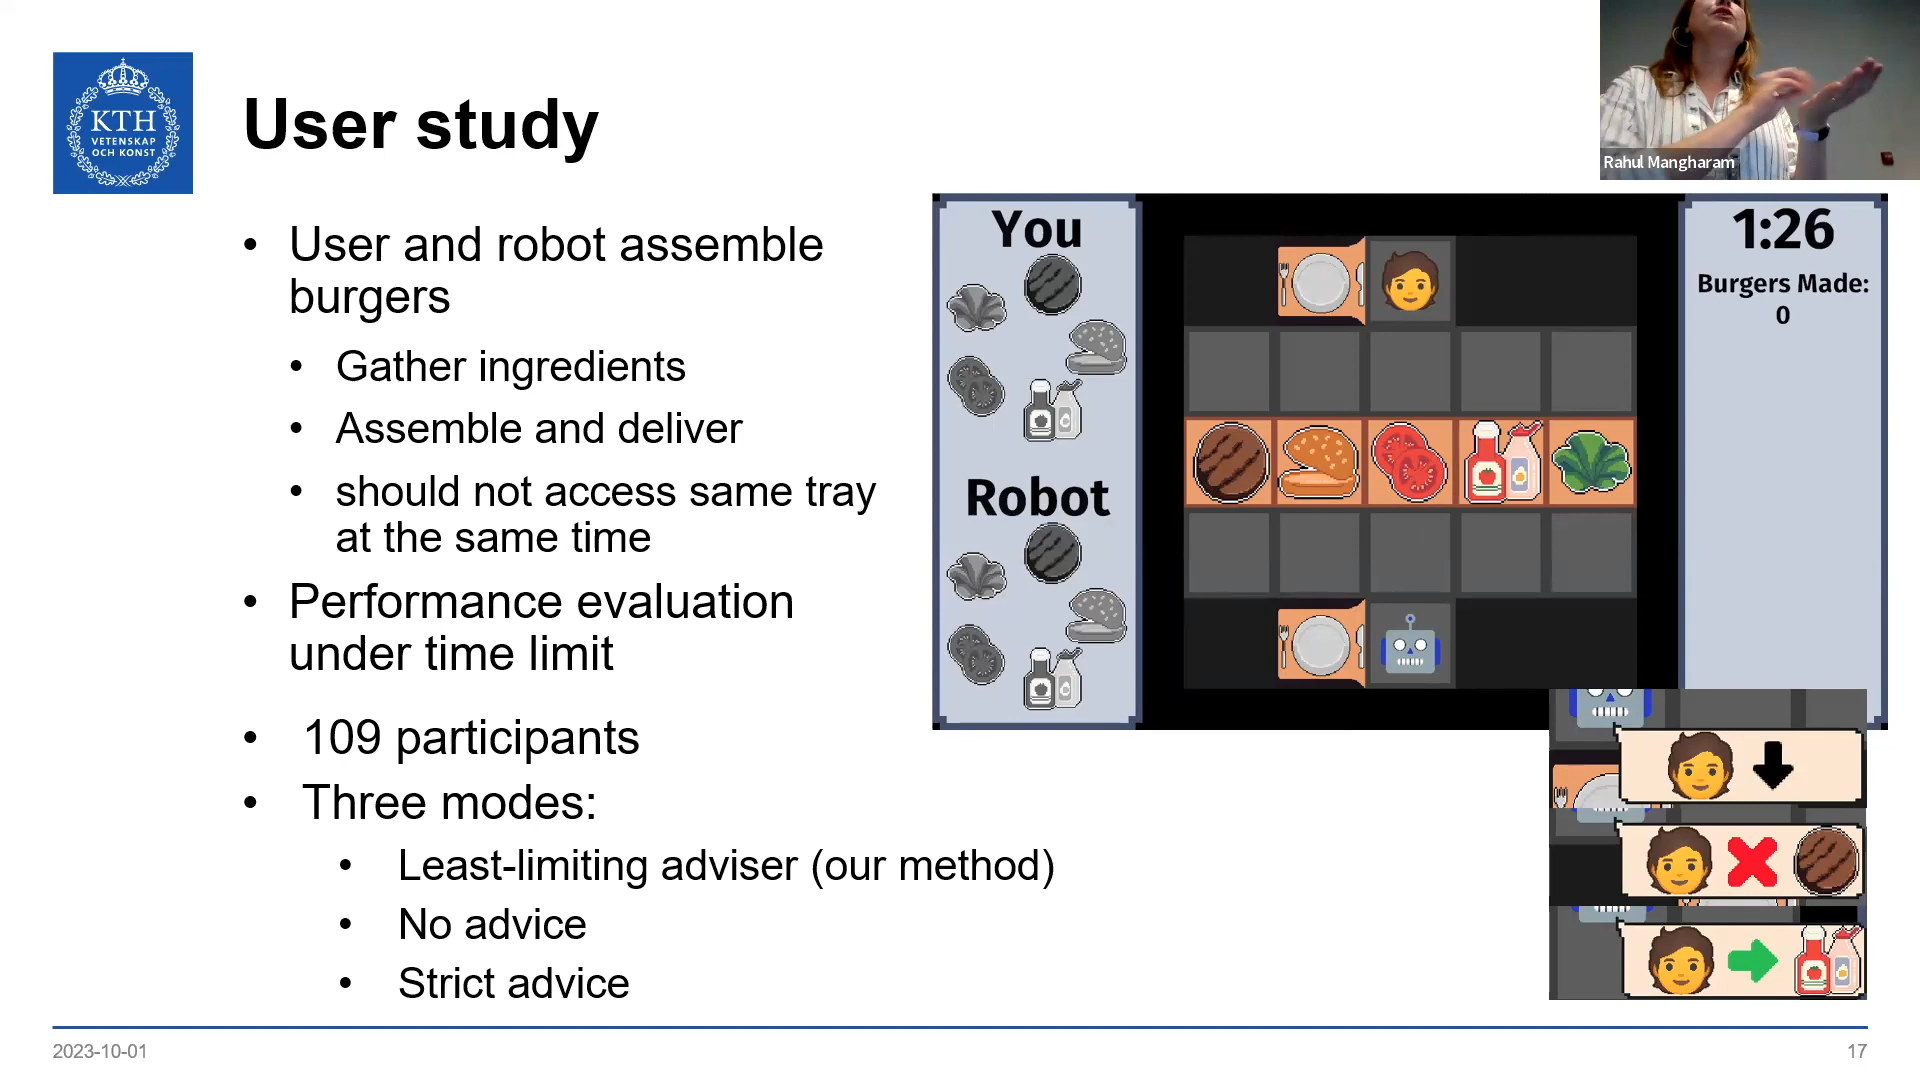 KTH
VETENSKAP
OCH KONST
User study
Rahul Mangharam
• User and robot assemble
burgers
• Gather ingredients
• Assemble and deliver
• should not access same tray
at the same time
• Performance evaluation
under time limit
• 109 participants
• Three modes:
• Least-limiting adviser (our method)
• No advice
• Strict advice
You
Robot
1:26
Burgers Made:
0
2023-10-01
17